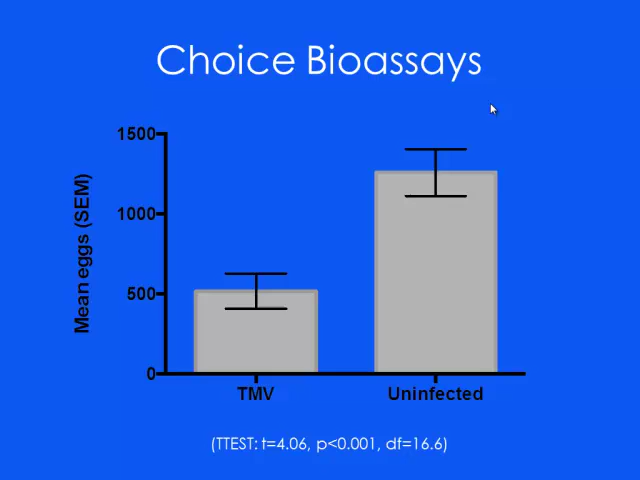 Choice Bioassays
1500
1000
500
0
Mean eggs (SEM)
TMV
Uninfected
(TTEST: t=4.06, p<0.001, df=16.6)